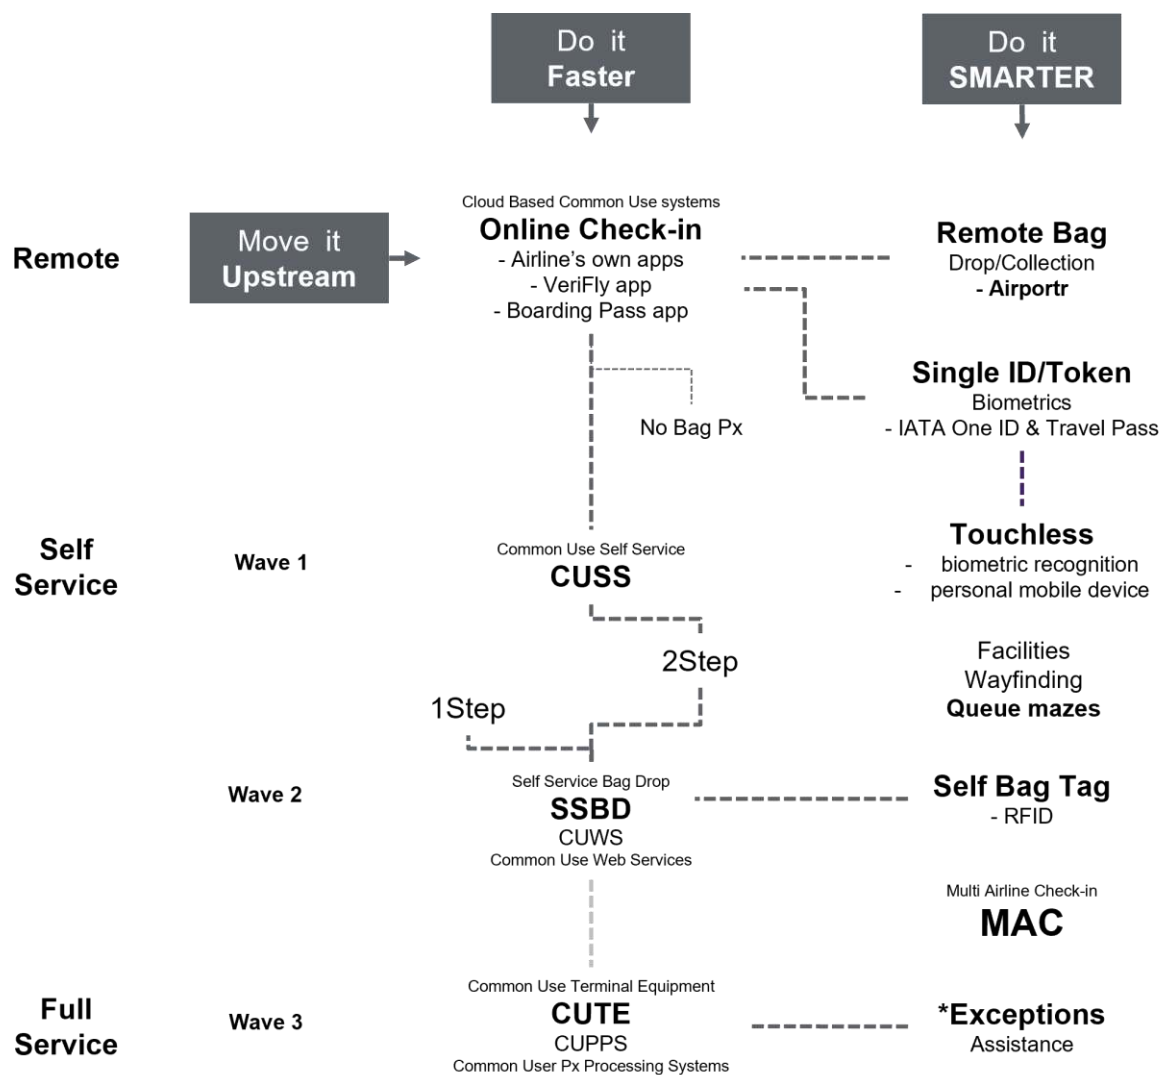 Do it
Faster
Do it
SMARTER
Remote
Move it
Upstream
Cloud Based Common Use systems
Online Check-in
- Airline's own apps
- VeriFly app
- Boarding Pass app
Remote Bag
Drop/Collection
- Airportr
No Bag Px
Single ID/Token
Biometrics
- IATA One ID & Travel Pass
Self
Service
Wave 1
Common Use Self Service
CUSS
Touchless
- biometric recognition
- personal mobile device
2Step
1Step
Facilities
Wayfinding
Queue mazes
Wave 2
Self Service Bag Drop
SSBD
CUWS
Common Use Web Services
Self Bag Tag
- RFID
Multi Airline Check-in
MAC
Full
Service
Wave 3
Common Use Terminal Equipment
CUTE
CUPPS
Common User Px Processing Systems
*Exceptions
Assistance